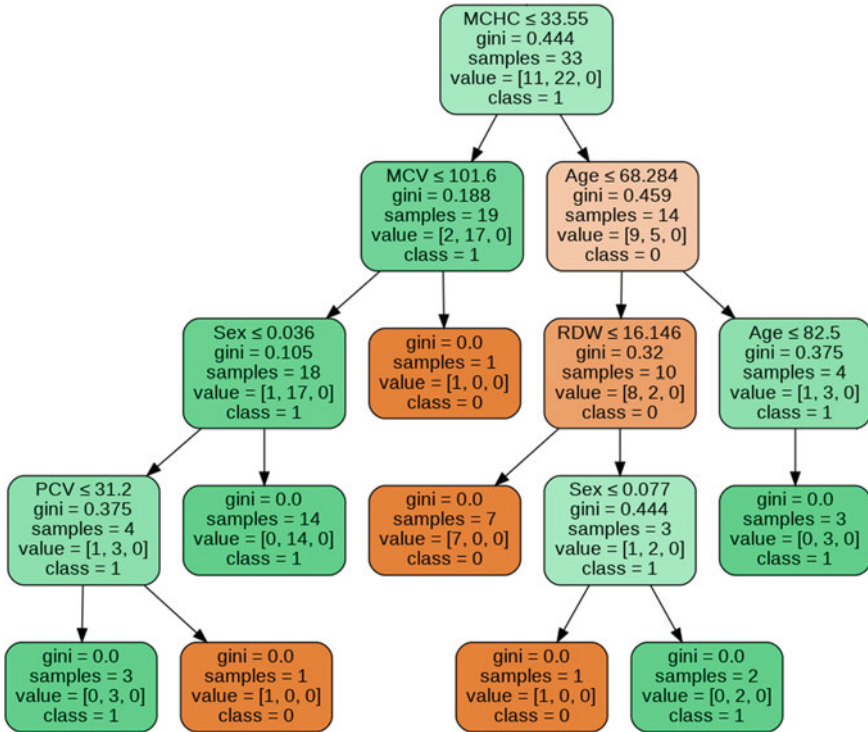 MCHC ≤ 33.55
gini = 0.444
samples = 33
value = [11, 22, 0]
class = 1
MCV ≤ 101.6
gini = 0.188
samples = 19
value = [2, 17, 0]
class = 1
Age ≤ 68.284
gini = 0.459
samples = 14
value = [9, 5, 0]
class = 0
Sex ≤ 0.036
gini = 0.105
samples = 18
value = [1, 17, 0]
class = 1
gini = 0.0
samples = 1
value = [1, 0, 0]
class = 0
RDW ≤ 16.146
gini = 0.32
samples = 10
value = [8, 2, 0]
class = 0
Age ≤ 82.5
gini = 0.375
samples = 4
value = [1, 3, 0]
class = 1
PCV ≤ 31.2
gini = 0.375
samples = 4
value = [1, 3, 0]
class = 1
gini = 0.0
samples = 14
value = [0, 14, 0]
class = 1
gini = 0.0
samples = 7
value = [7, 0, 0]
class = 0
Sex ≤ 0.077
gini = 0.444
samples = 3
value = [1, 2, 0]
class = 1
gini = 0.0
samples = 3
value = [0, 3, 0]
class = 1
gini = 0.0
samples = 3
value = [0, 3, 0]
class = 1
gini = 0.0
samples = 1
value = [1, 0, 0]
class = 0
gini = 0.0
samples = 1
value = [1, 0, 0]
class = 0
gini = 0.0
samples = 2
value = [0, 2, 0]
class = 1